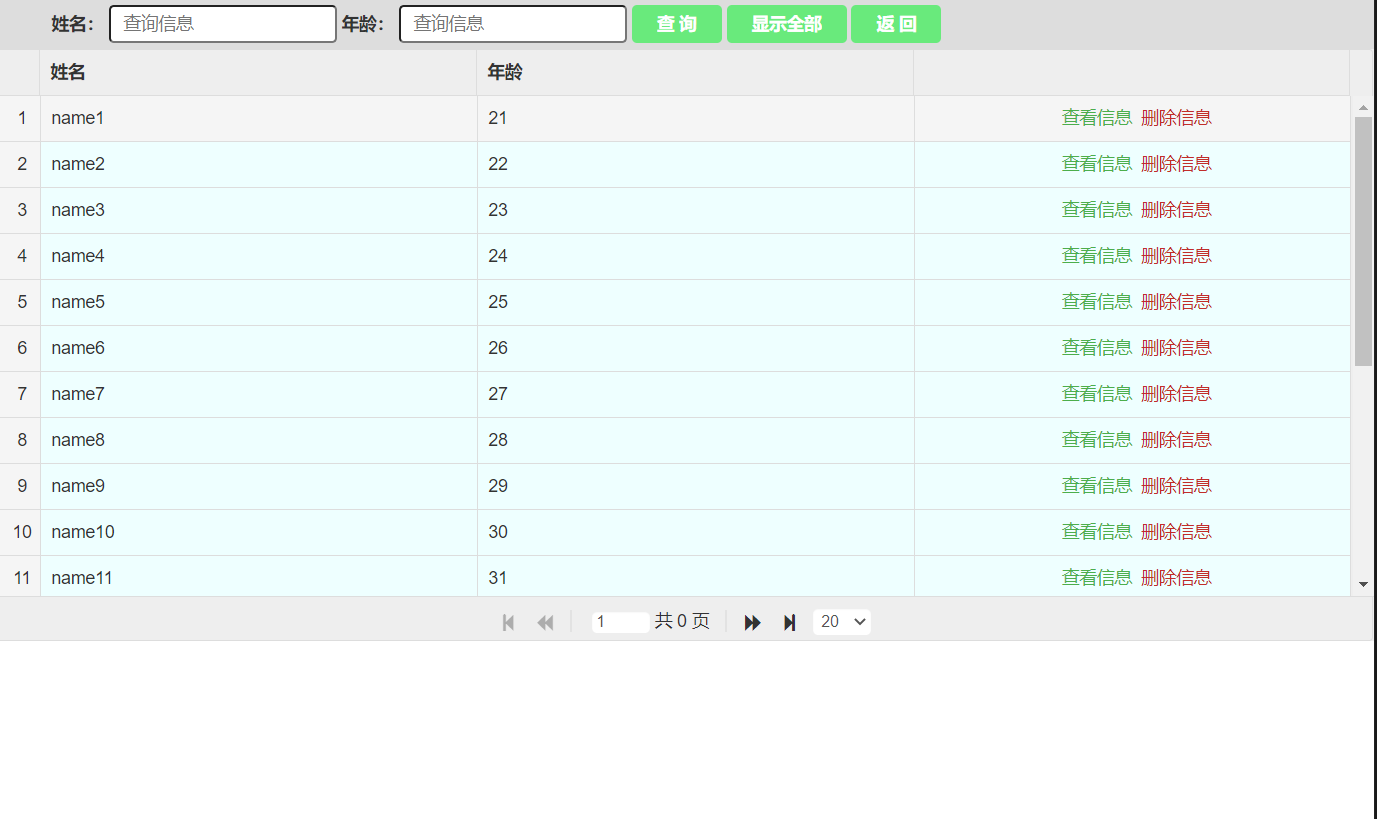 姓名： 查询信息 年龄： 查询信息 查 询 显示全部 返 回
姓名 年龄
1 name1 21 查看信息 删除信息
2 name2 22 查看信息 删除信息
3 name3 23 查看信息 删除信息
4 name4 24 查看信息 删除信息
5 name5 25 查看信息 删除信息
6 name6 26 查看信息 删除信息
7 name7 27 查看信息 删除信息
8 name8 28 查看信息 删除信息
9 name9 29 查看信息 删除信息
10 name10 30 查看信息 删除信息
11 name11 31 查看信息 删除信息
1 共 0 页 20